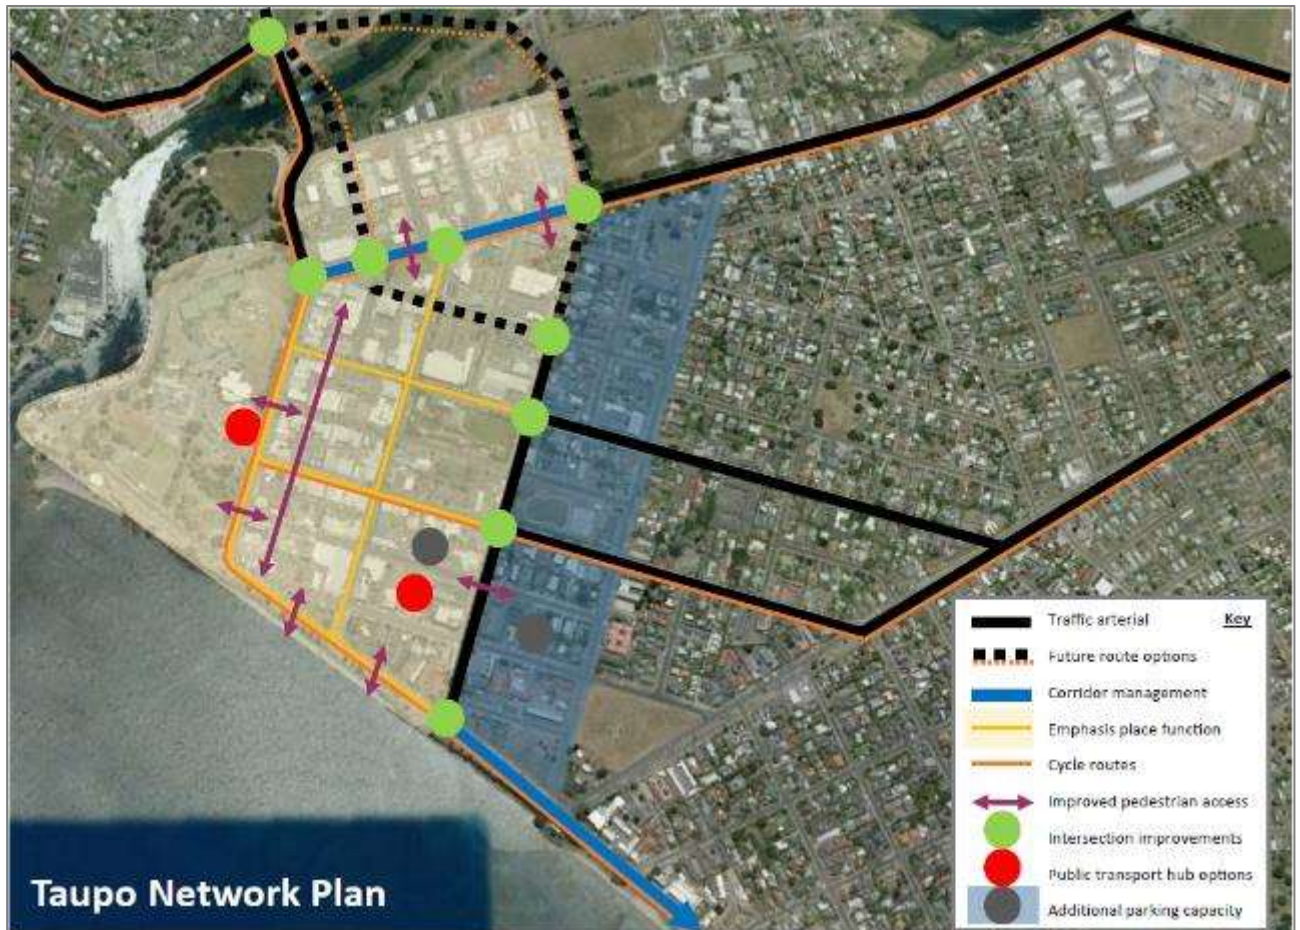 Traffic arterial Key
Future route options
Corridor management
Emphasis place function
Cycle routes
Improved pedestrian access
Intersection improvements
Public transport hub options
Additional parking capacity
Taupo Network Plan